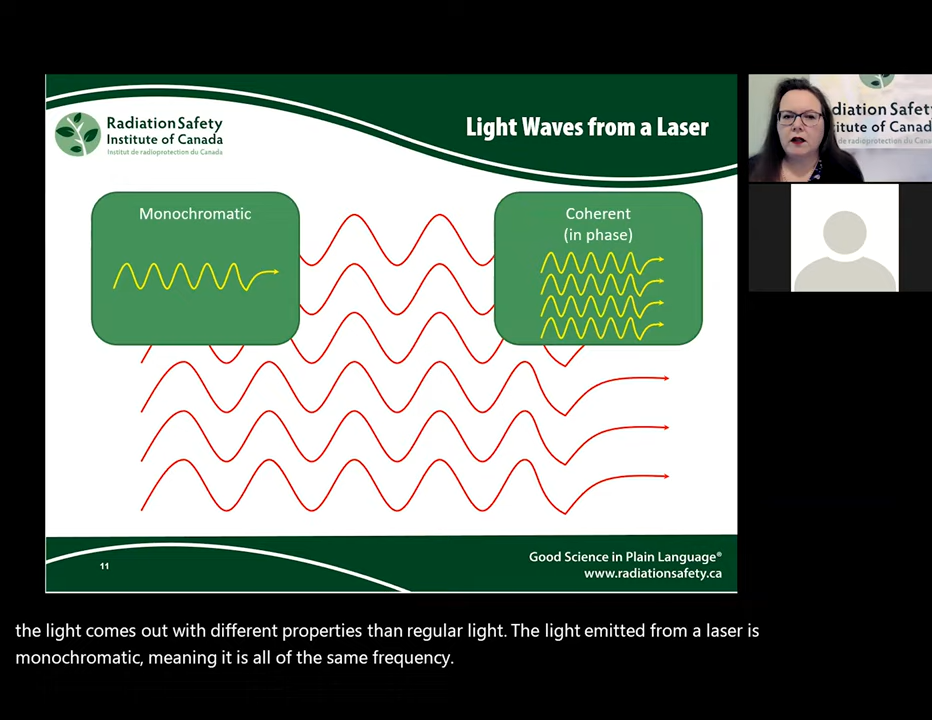 Radiation Safety
Institute of Canada
Institut de radioprotection du Canada
Light Waves from a Laser
diation Safet
titute of Canad
de radioprotection du Cana
Monochromatic
Coherent
(in phase)
11
Good Science in Plain Language®
www.radiationsafety.ca
the light comes out with different properties than regular light. The light emitted from a laser is
monochromatic, meaning it is all of the same frequency.